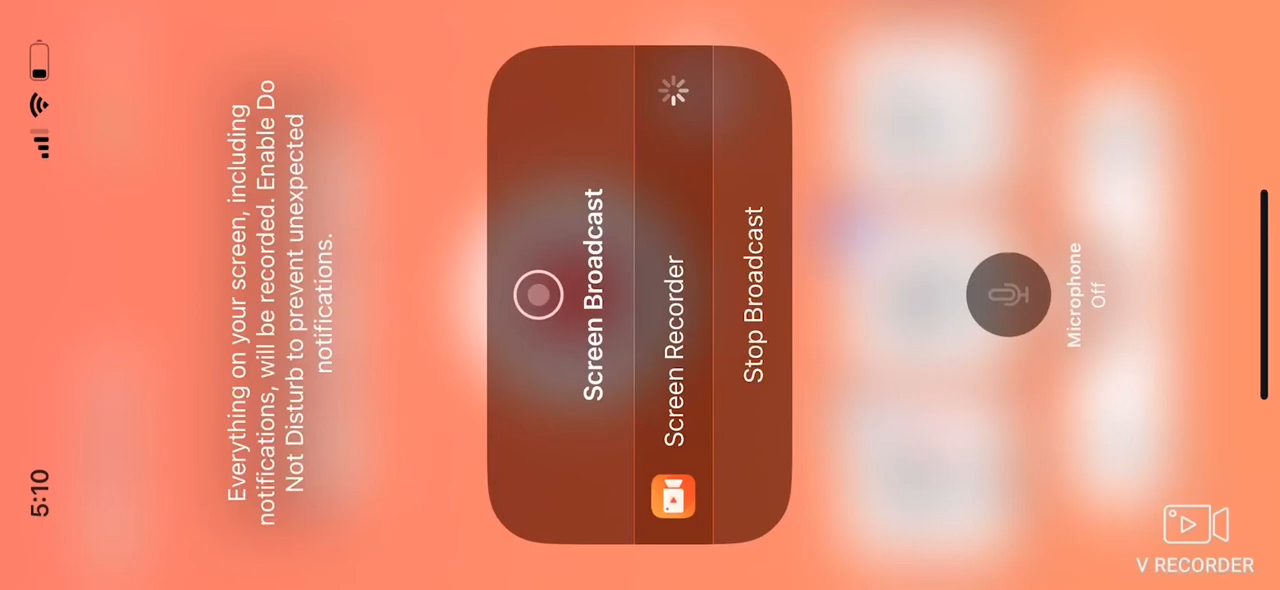 5:10
Everything on your screen, including
notifications, will be recorded. Enable Do
Not Disturb to prevent unexpected
notifications.
Screen Broadcast
Screen Recorder
Stop Broadcast
Microphone
Off
V RECORDER